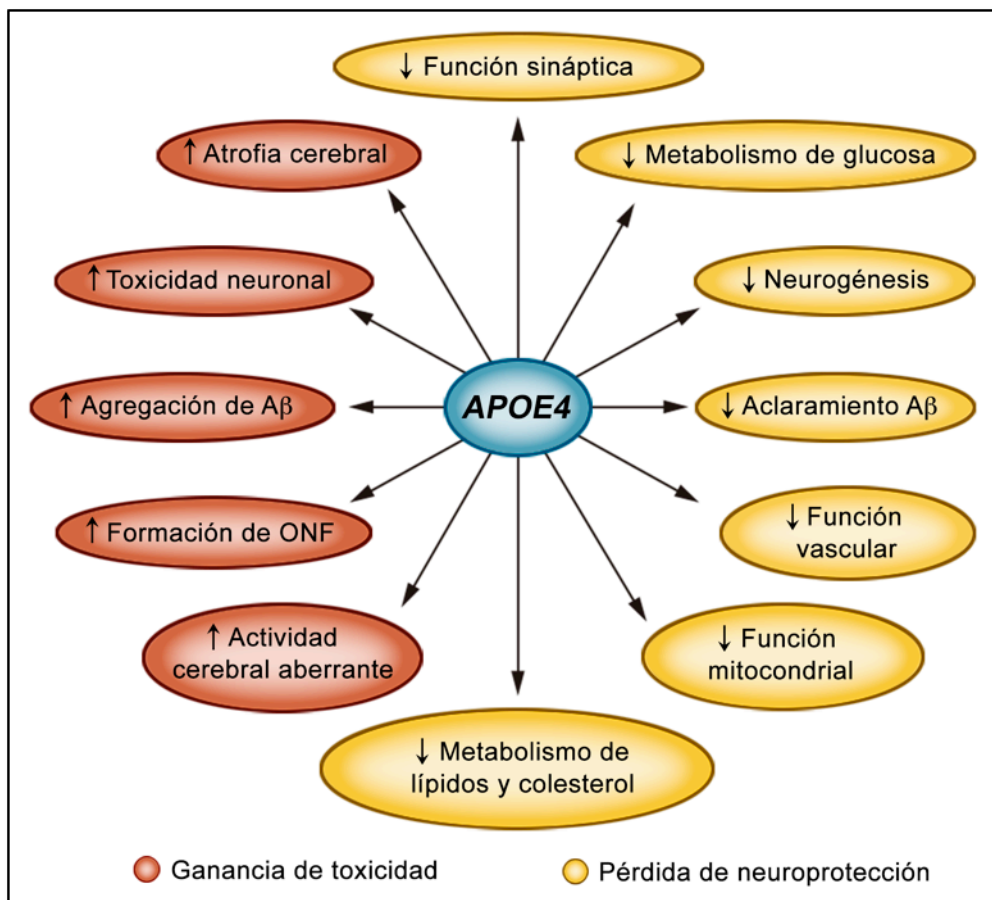 ↓ Función sináptica
↑ Atrofia cerebral
↓ Metabolismo de glucosa
↑ Toxicidad neuronal
↓ Neurogénesis
↑ Agregación de Aβ
APOE4
↓ Aclaramiento Aβ
↑ Formación de ONF
↓ Función
vascular
↑ Actividad
cerebral aberrante
↓ Función
mitocondrial
↓ Metabolismo de
lípidos y colesterol
Ganancia de toxicidad
Pérdida de neuroprotección